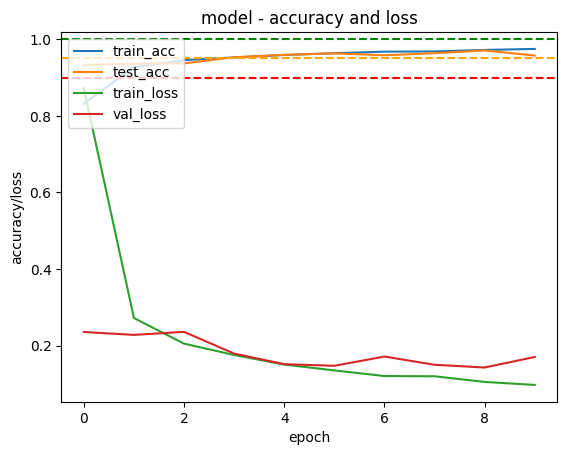 model - accuracy and loss
train_acc
test_acc
train_loss
val_loss
accuracy/loss
1.0
0.8
0.6
0.4
0.2
0 2 4 6 8
epoch